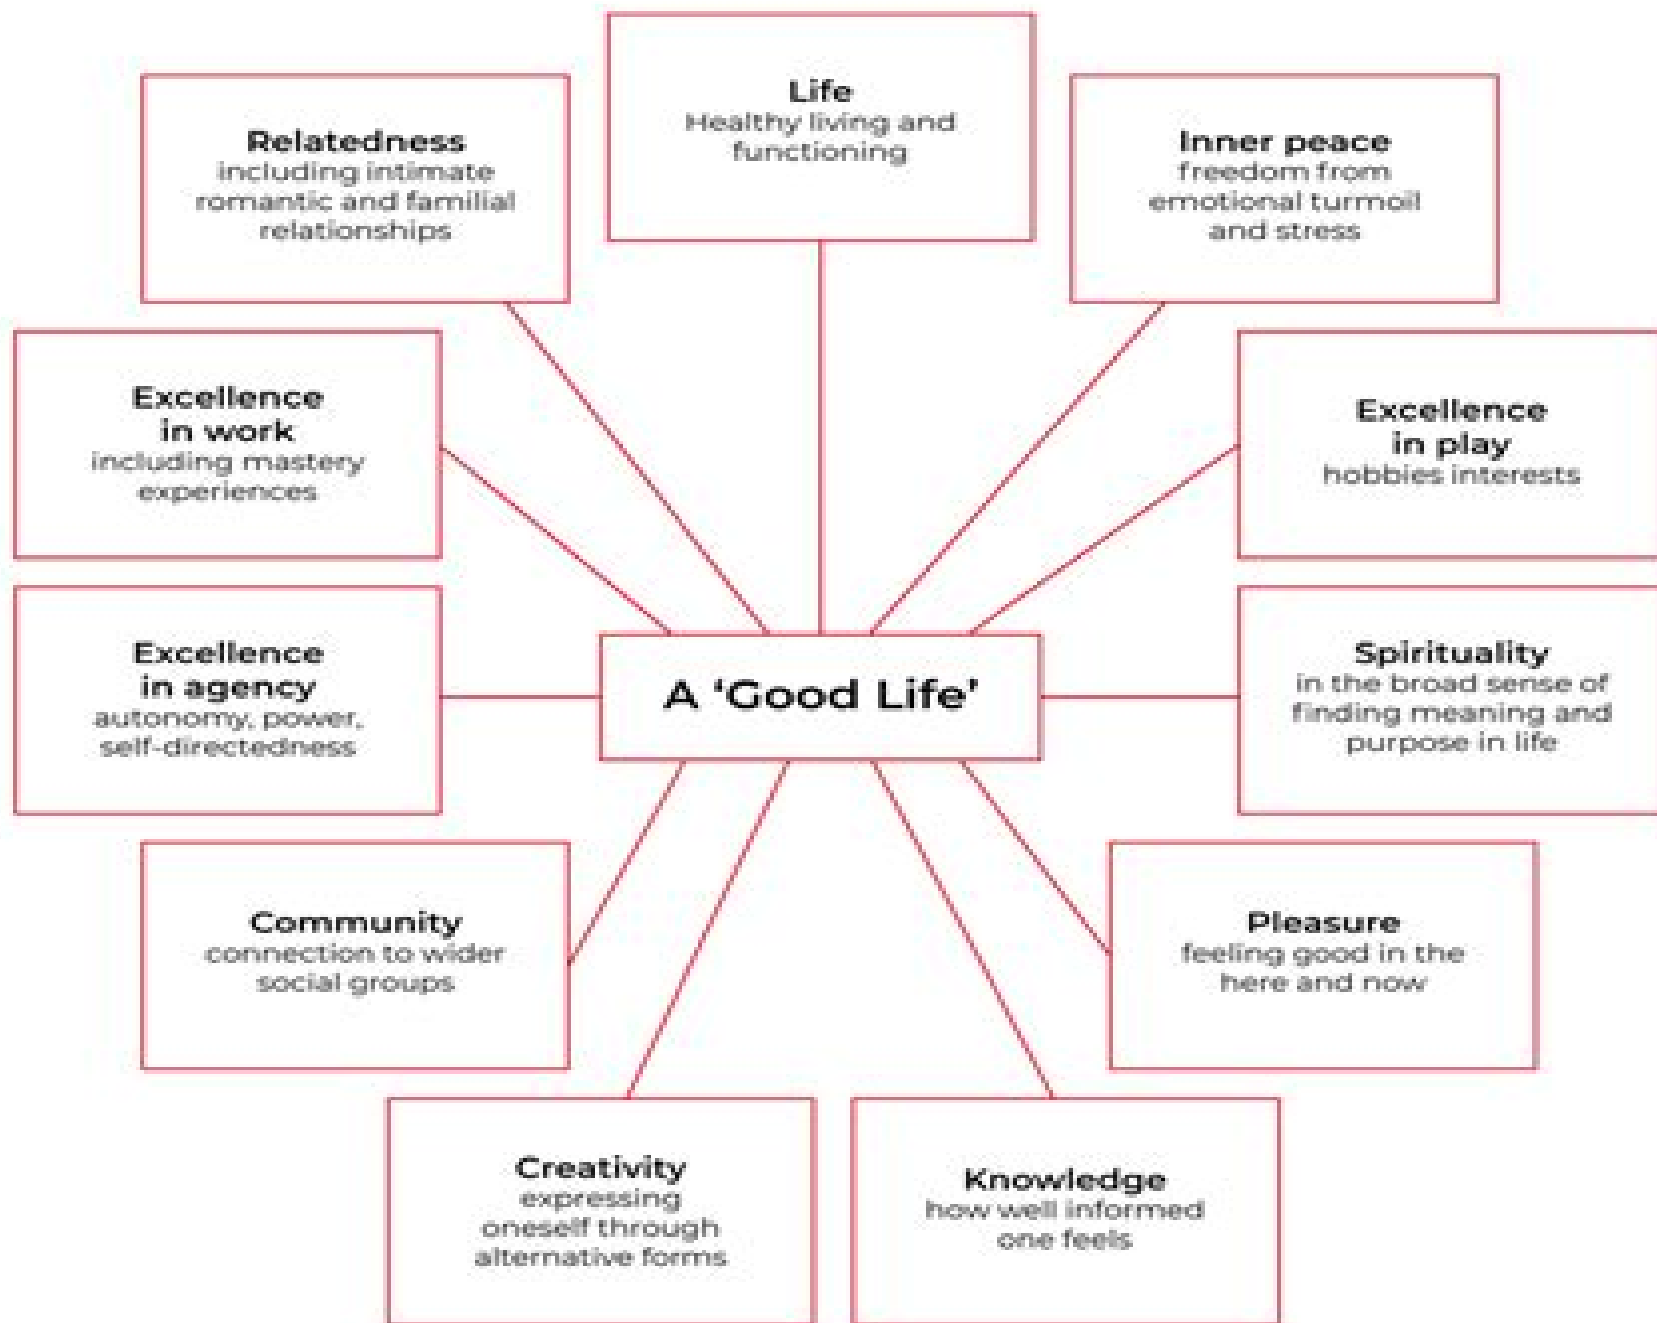 Life
Healthy living and
functioning
Relatedness
including intimate
romantic and familial
relationships
Inner peace
freedom from
emotional turmoil
and stress
Excellence
in work
including mastery
experiences
Excellence
in play
hobbies interests
Excellence
in agency
autonomy, power,
self-directedness
A ‘Good Life’
Spirituality
in the broad sense of
finding meaning and
purpose in life
Community
connection to wider
social groups
Pleasure
feeling good in the
here and now
Creativity
expressing
oneself through
alternative forms
Knowledge
how well informed
one feels